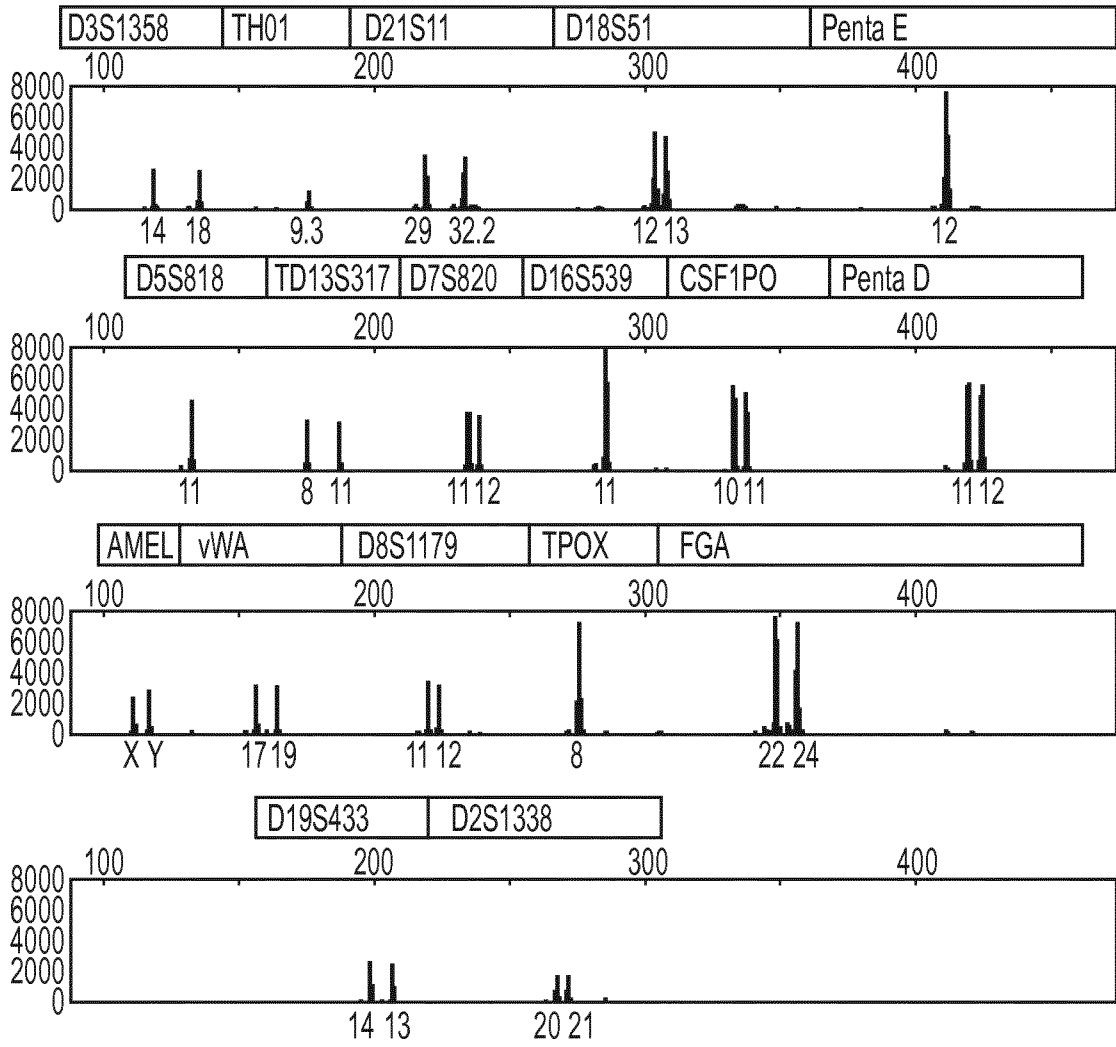 D3S1358 TH01 D21S11 D18S51 Penta E
100 200 300 400
8000
6000
4000
2000
0
14 18 9.3 29 32.2 12 13 12
D5S818 TD13S317 D7S820 D16S539 CSF1PO Penta D
100 200 300 400
8000
6000
4000
2000
0
11 8 11 11 12 11 10 11 11 12
AMEL vWA D8S1179 TPOX FGA
100 200 300 400
8000
6000
4000
2000
0
X Y 17 19 11 12 8 22 24
D19S433 D2S1338
100 200 300 400
8000
6000
4000
2000
0
14 13 20 21